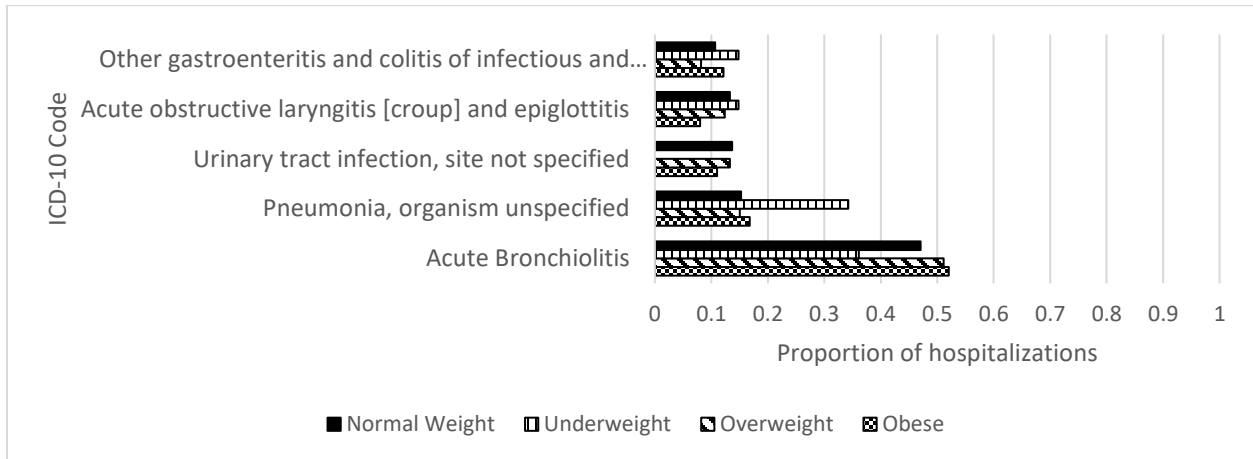 Other gastroenteritis and colitis of infectious and...
Acute obstructive laryngitis [croup] and epiglottitis
Urinary tract infection, site not specified
Pneumonia, organism unspecified
Acute Bronchiolitis
ICD-10 Code
0 0.1 0.2 0.3 0.4 0.5 0.6 0.7 0.8 0.9 1
Proportion of hospitalizations
Normal Weight Underweight Overweight Obese